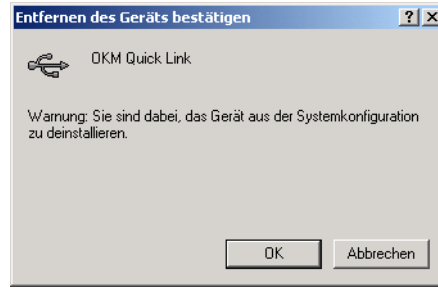 Entfernen des Geräts bestätigen
OKM Quick Link
Warnung: Sie sind dabei, das Gerät aus der Systemkonfiguration
zu deinstallieren.
OK Abbrechen